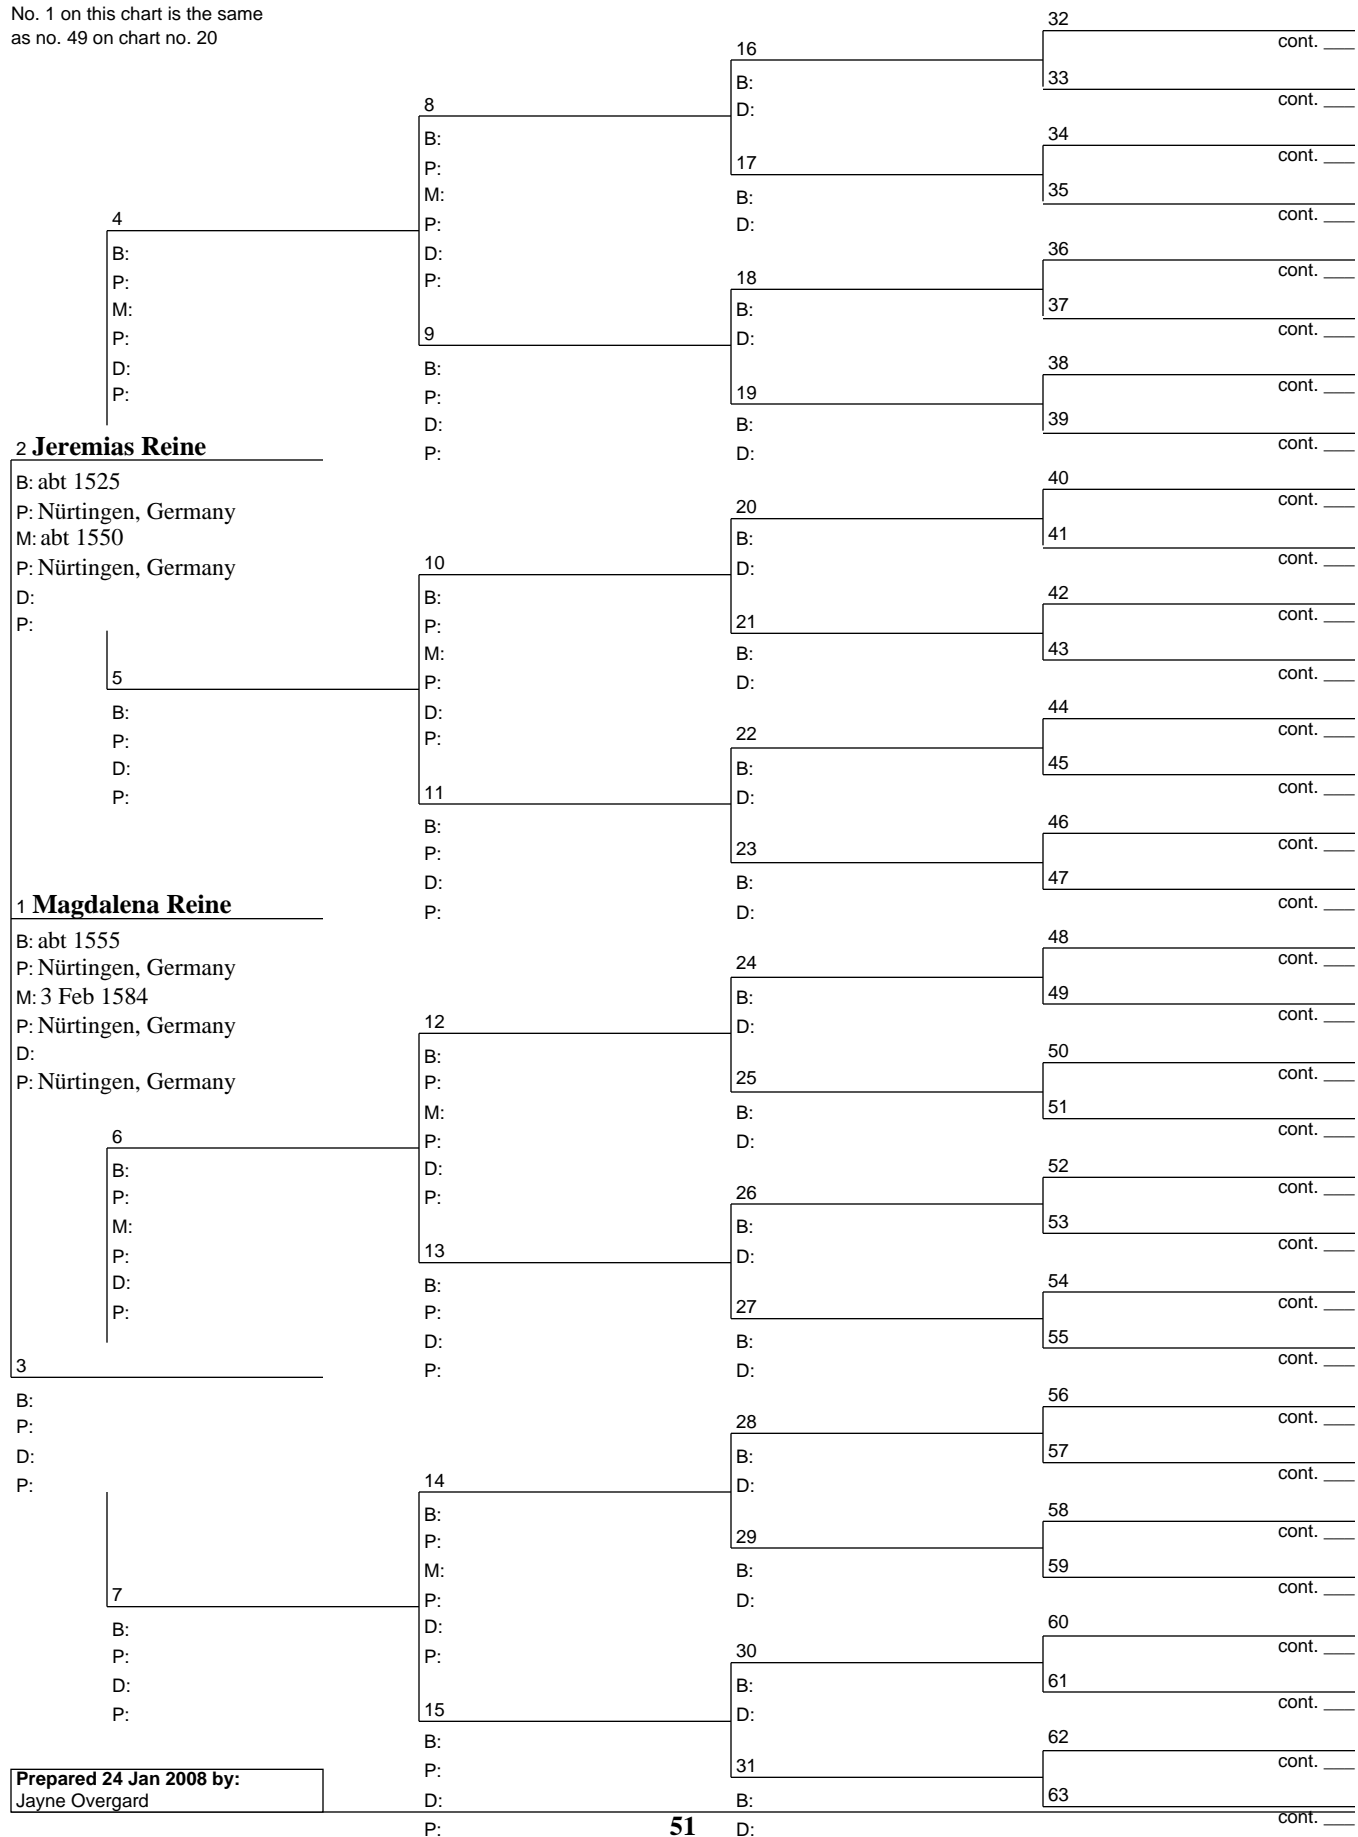 No. 1 on this chart is the same
as no. 49 on chart no. 20
2 Jeremias Reine
B: abt 1525
P: Nürtingen, Germany
M: abt 1550
P: Nürtingen, Germany
D:
P:
1 Magdalena Reine
B: abt 1555
P: Nürtingen, Germany
M: 3 Feb 1584
P: Nürtingen, Germany
D:
P: Nürtingen, Germany
3
B:
P:
D:
P:
4
B:
P:
M:
P:
D:
P:
5
B:
P:
D:
P:
6
B:
P:
M:
P:
D:
P:
7
B:
P:
D:
P:
8
B:
P:
M:
P:
D:
P:
9
B:
P:
D:
P:
10
B:
P:
M:
P:
D:
P:
11
B:
P:
D:
P:
12
B:
P:
M:
P:
D:
P:
13
B:
P:
D:
P:
14
B:
P:
M:
P:
D:
P:
15
B:
P:
D:
P:
16
B:
D:
17
B:
D:
18
B:
D:
19
B:
D:
20
B:
D:
21
B:
D:
22
B:
D:
23
B:
D:
24
B:
D:
25
B:
D:
26
B:
D:
27
B:
D:
28
B:
D:
29
B:
D:
30
B:
D:
31
B:
D:
32
cont. ___
33
cont. ___
34
cont. ___
35
cont. ___
36
cont. ___
37
cont. ___
38
cont. ___
39
cont. ___
40
cont. ___
41
cont. ___
42
cont. ___
43
cont. ___
44
cont. ___
45
cont. ___
46
cont. ___
47
cont. ___
48
cont. ___
49
cont. ___
50
cont. ___
51
cont. ___
52
cont. ___
53
cont. ___
54
cont. ___
55
cont. ___
56
cont. ___
57
cont. ___
58
cont. ___
59
cont. ___
60
cont. ___
61
cont. ___
62
cont. ___
63
cont. ___
Prepared 24 Jan 2008 by:
Jayne Overgard
51